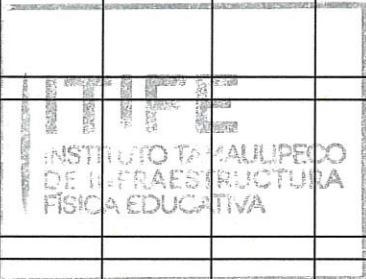 ITIFE
INSTITUTO TAMAULIPECO
DE INFRAESTRUCTURA
FÍSICA EDUCATIVA